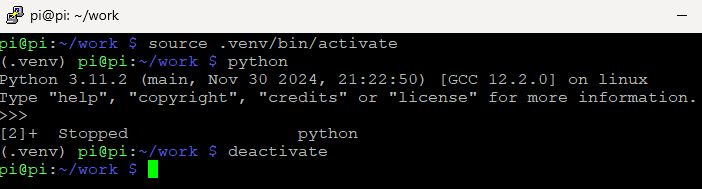 pi@pi: ~/work
pi@pi:~/work $ source .venv/bin/activate
(.venv) pi@pi:~/work $ python
Python 3.11.2 (main, Nov 30 2024, 21:22:50) [GCC 12.2.0] on linux
Type "help", "copyright", "credits" or "license" for more information.
>>>
[2]+  Stopped                 python
(.venv) pi@pi:~/work $ deactivate
pi@pi:~/work $